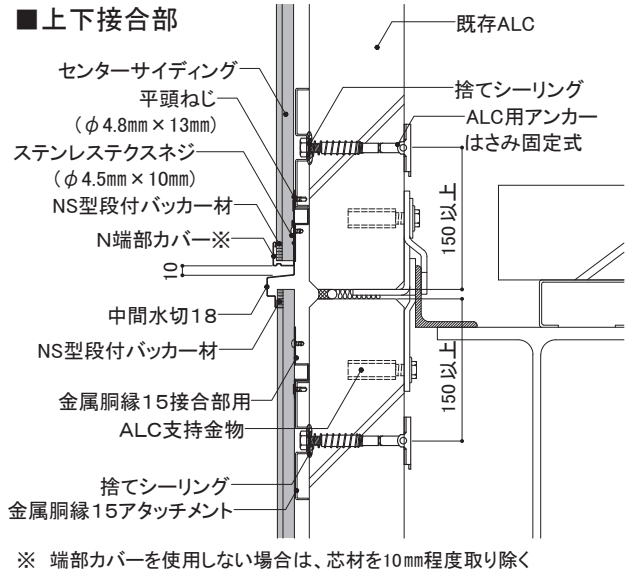 ■上下接合部
既存ALC
センターサイディング
平頭ねじ
（φ4.8mm×13mm）
ステンレステクスネジ
（φ4.5mm×10mm）
NS型段付バッカー材
N端部カバー※
10
中間水切18
NS型段付バッカー材
金属胴縁15接合部用
ALC支持金物
捨てシーリング
金属胴縁15アタッチメント
捨てシーリング
ALC用アンカー
はさみ固定式
150以上
150以上
※ 端部カバーを使用しない場合は、芯材を10mm程度取り除く